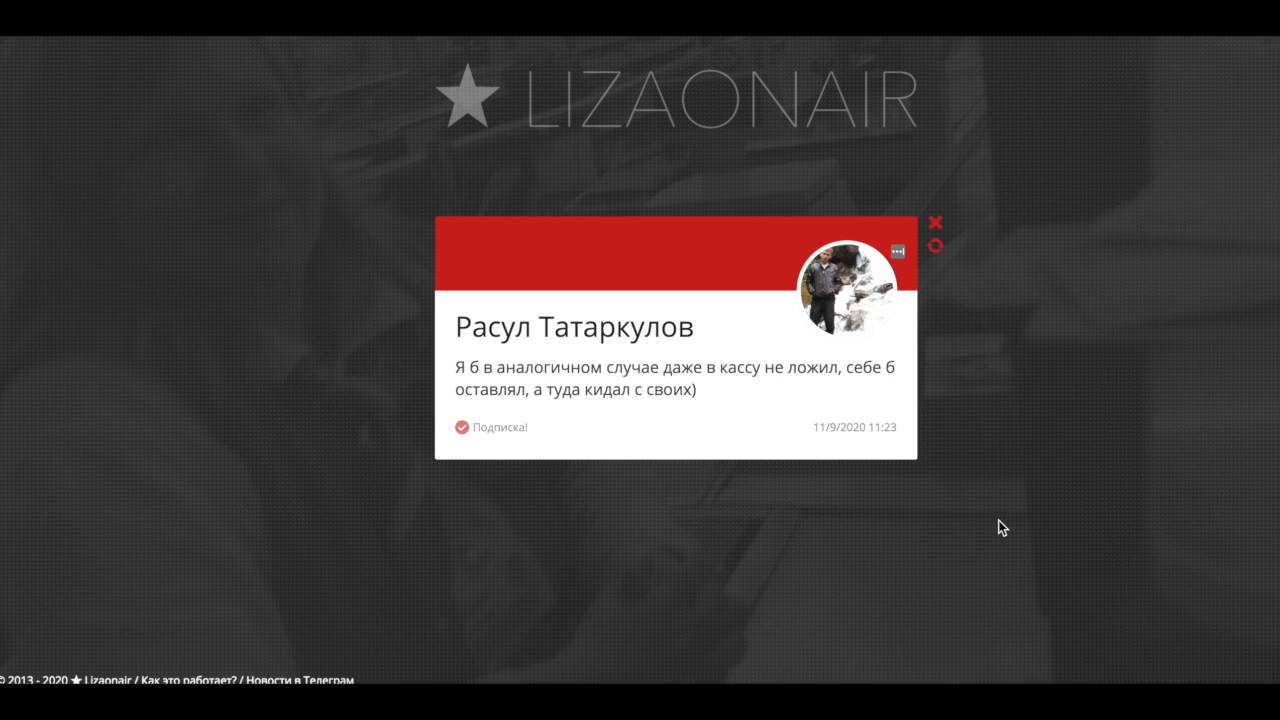 ★ LIZAONAIR
Расул Татаркулов
Я б в аналогичном случае даже в кассу не ложил, себе б
оставлял, а туда кидал с своих)
Подписка!
11/9/2020 11:23
© 2013 - 2020 ★ Lizaonair / Как это работает? / Новости в Телеграм